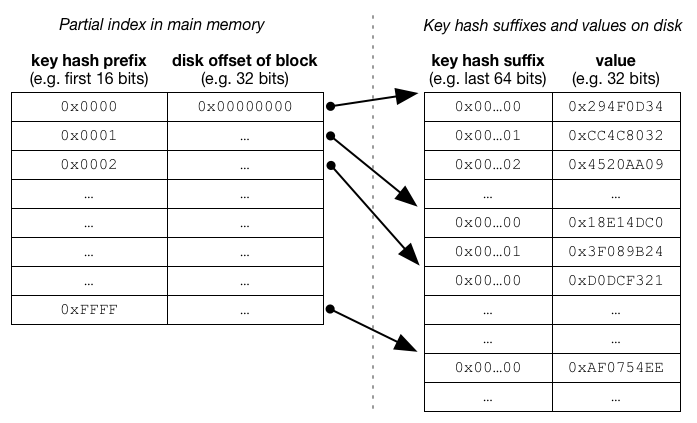 Partial index in main memory
Key hash suffixes and values on disk
key hash prefix
(e.g. first 16 bits)
disk offset of block
(e.g. 32 bits)
key hash suffix
(e.g. last 64 bits)
value
(e.g. 32 bits)
0x0000 0x00000000
0x0001 …
0x0002 …
… …
… …
… …
… …
0xFFFF …
0x00…00 0x294F0D34
0x00…01 0xCC4C8032
0x00…02 0x4520AA09
… …
0x00…00 0x18E14DC0
0x00…01 0x3F089B24
0x00…00 0xD0DCF321
… …
… …
0x00…00 0xAF0754EE
… …